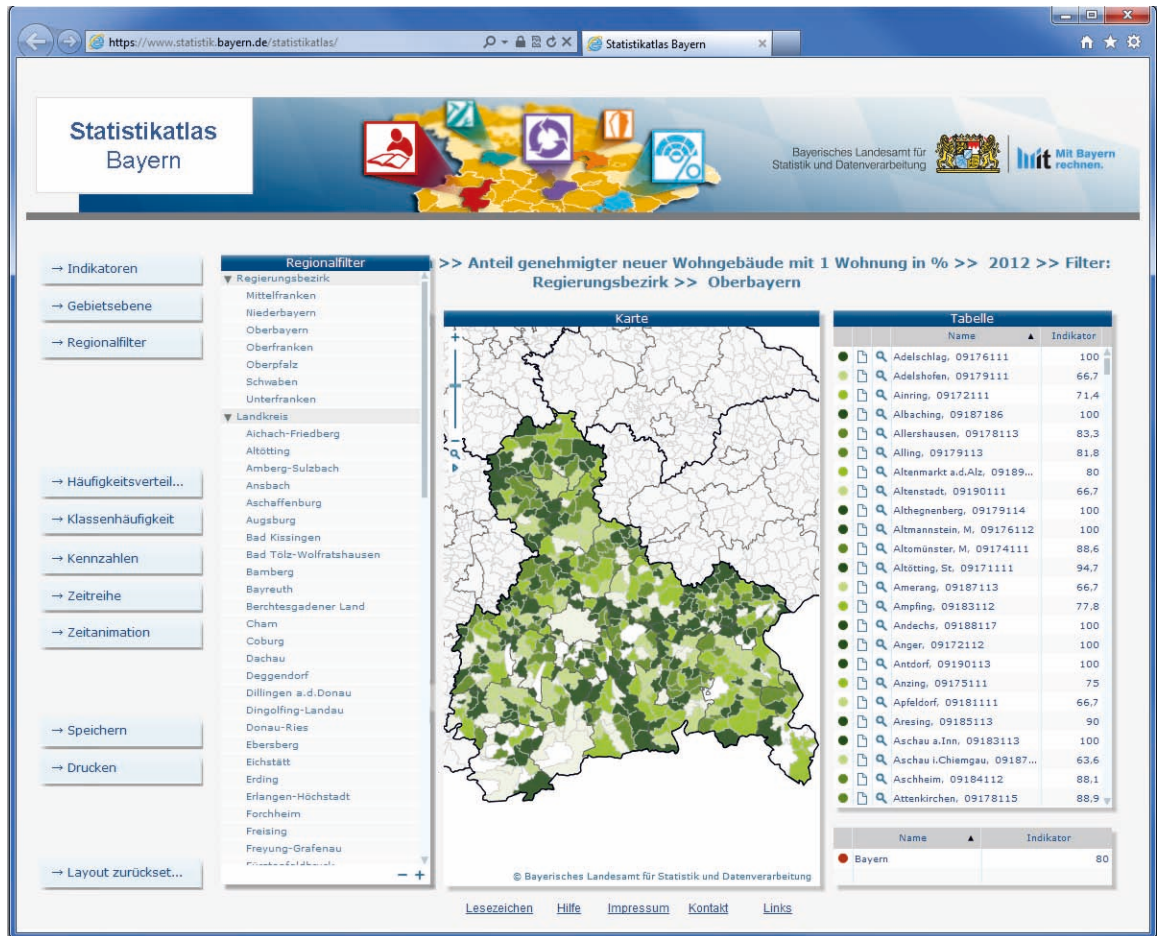 https://www.statistik.bayern.de/statistikatlas/
Statistikatlas Bayern
Statistikatlas
Bayern
Bayerisches Landesamt für
Statistik und Datenverarbeitung
Mit Bayern
rechnen.
→ Indikatoren
→ Gebietsebene
→ Regionalfilter
→ Häufigkeitsverteil...
→ Klassenhäufigkeit
→ Kennzahlen
→ Zeitreihe
→ Zeitanimation
→ Speichern
→ Drucken
→ Layout zurückset...
Regionalfilter
Regierungsbezirk
Mittelfranken
Niederbayern
Oberbayern
Oberfranken
Oberpfalz
Schwaben
Unterfranken
Landkreis
Aichach-Friedberg
Altötting
Amberg-Sulzbach
Ansbach
Aschaffenburg
Augsburg
Bad Kissingen
Bad Tölz-Wolfratshausen
Bamberg
Bayreuth
Berchtesgadener Land
Cham
Coburg
Dachau
Deggendorf
Dillingen a.d.Donau
Dingolfing-Landau
Donau-Ries
Ebersberg
Eichstätt
Erding
Erlangen-Höchstadt
Forchheim
Freising
Freyung-Grafenau
>> Anteil genehmigter neuer Wohngebäude mit 1 Wohnung in % >> 2012 >> Filter:
Regierungsbezirk >> Oberbayern
Karte
© Bayerisches Landesamt für Statistik und Datenverarbeitung
Tabelle
Name Indikator
Adelschlag, 09176111 100
Adelshofen, 09179111 66,7
Ainring, 09172111 71,4
Albaching, 09187186 100
Allershausen, 09178113 83,3
Alling, 09179113 81,8
Altenmarkt a.d.Alz, 09189... 80
Altenstadt, 09190111 66,7
Althegnenberg, 09179114 100
Altmannstein, M, 09176112 100
Altomünster, M, 09174111 88,6
Altötting, St, 09171111 94,7
Amerang, 09187113 66,7
Ampfing, 09183112 77,8
Andechs, 09188117 100
Anger, 09172112 100
Antdorf, 09190113 100
Anzing, 09175111 75
Apfeldorf, 09181111 66,7
Aresing, 09185113 90
Aschau a.Inn, 09183113 100
Aschau i.Chiemgau, 09187... 63,6
Aschheim, 09184112 88,1
Attenkirchen, 09178115 88,9
Name Indikator
Bayern 80
Lesezeichen Hilfe Impressum Kontakt Links